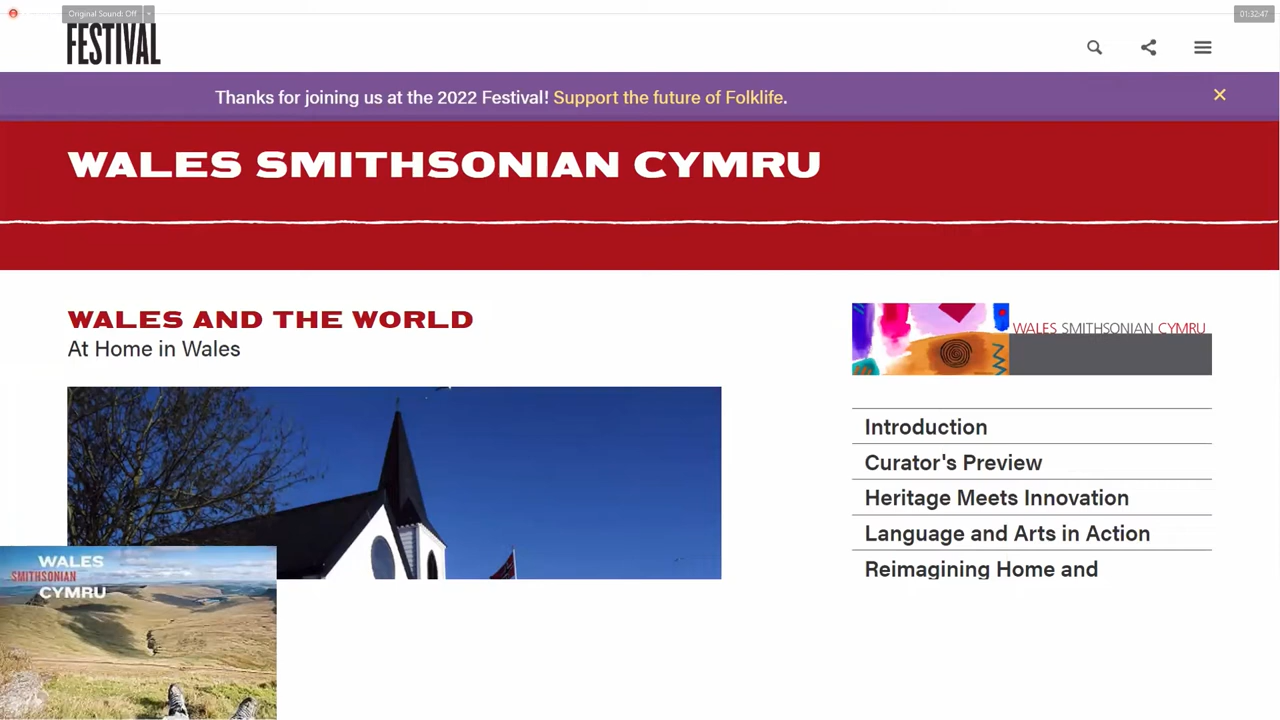 Original Sound: Off
01:32:47
FESTIVAL
Thanks for joining us at the 2022 Festival! Support the future of Folklife.
WALES SMITHSONIAN CYMRU
WALES AND THE WORLD
At Home in Wales
WALES SMITHSONIAN CYMRU
Introduction
Curator's Preview
Heritage Meets Innovation
Language and Arts in Action
Reimagining Home and
WALES
SMITHSONIAN
CYMRU